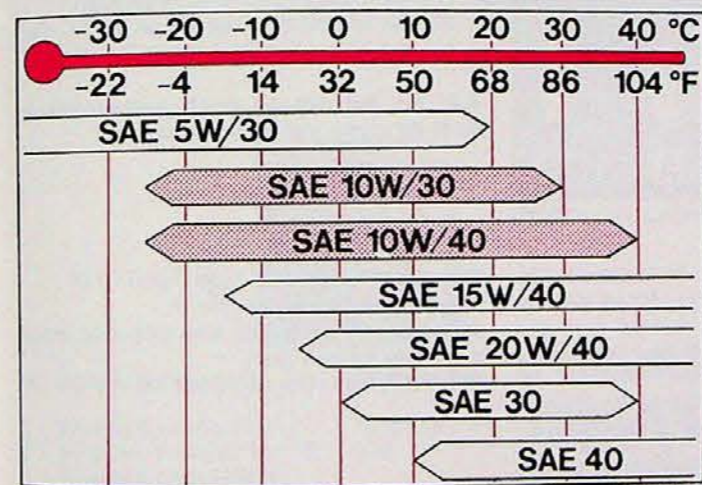 -30 -20 -10 0 10 20 30 40 °C
-22 -4 14 32 50 68 86 104 °F
SAE 5W/30
SAE 10W/30
SAE 10W/40
SAE 15W/40
SAE 20W/40
SAE 30
SAE 40